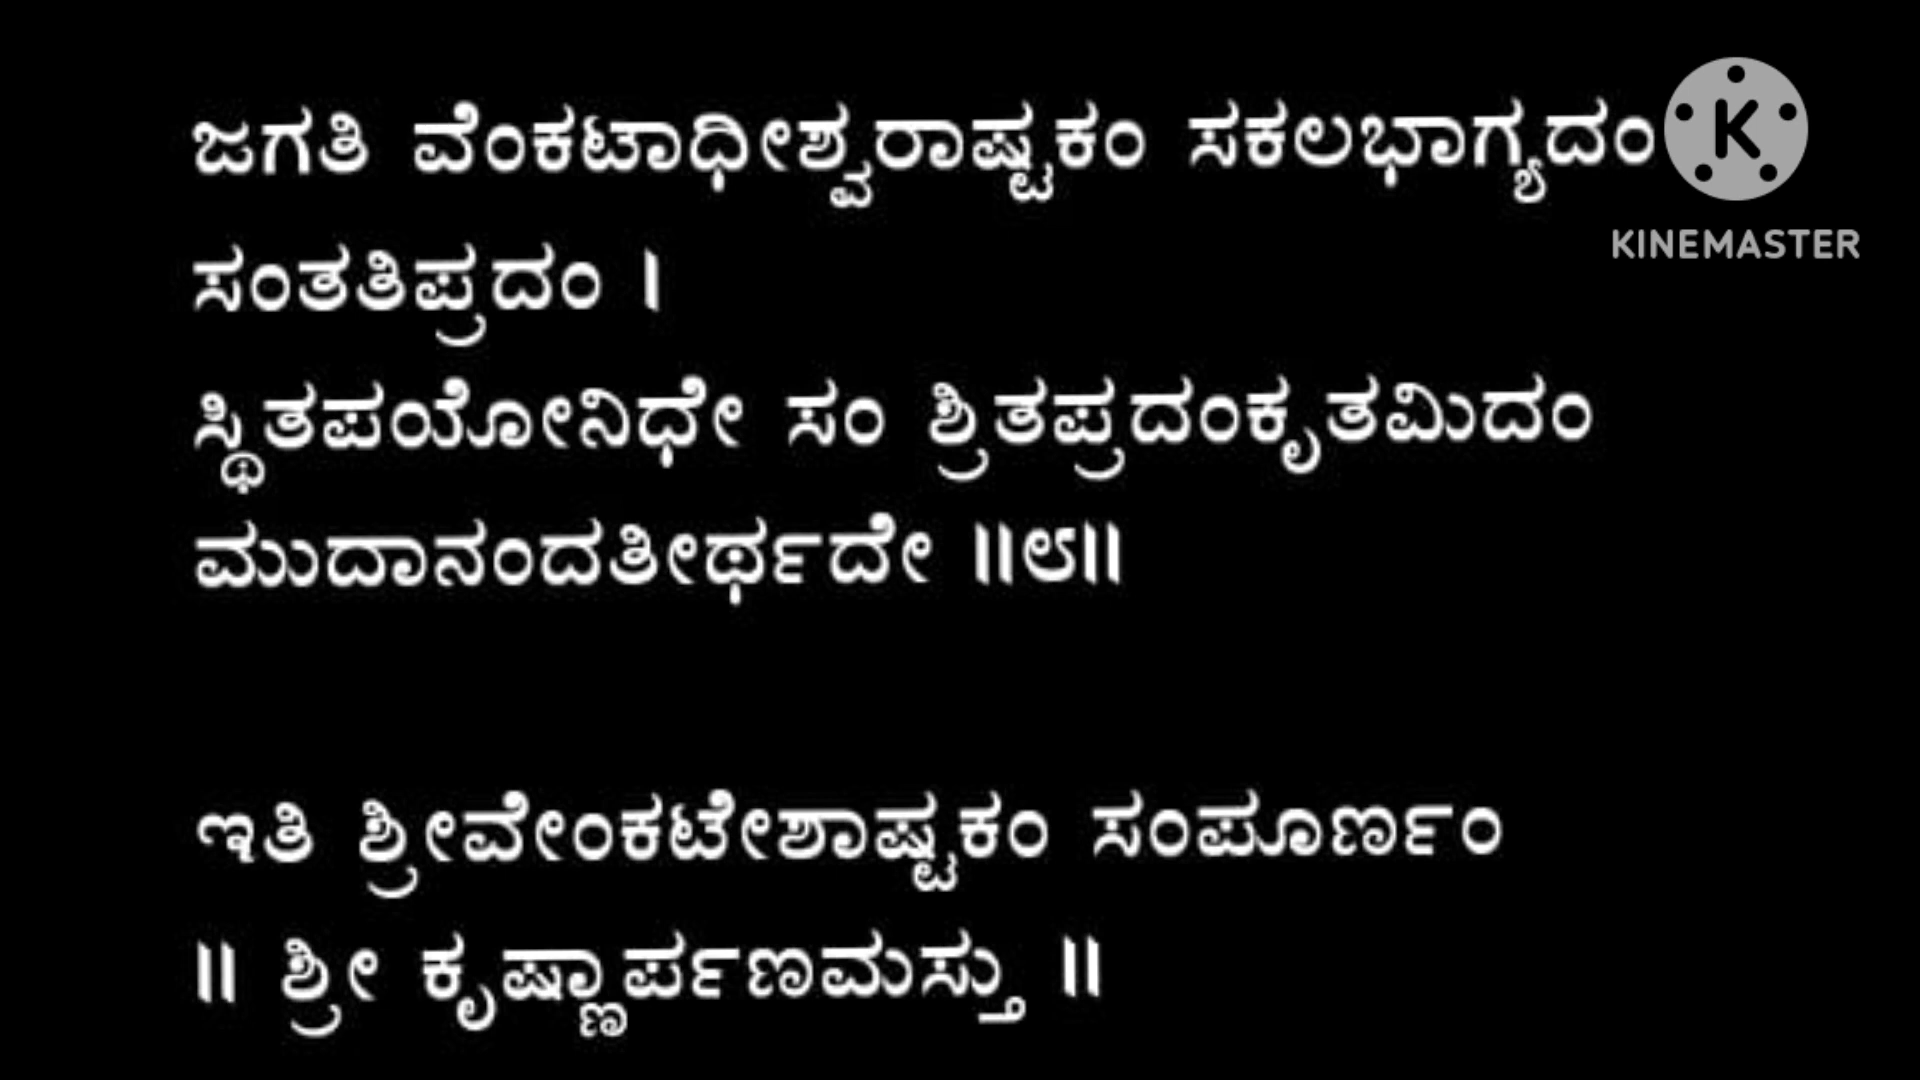 ಜಗತಿ ವೆಂಕಟಾಧೀಶ್ವರಾಷ್ಟಕಂ ಸಕಲಭಾಗ್ಯದಂ
KINEMASTER
ಸಂತತಿಪ್ರದಂ ।
ಸ್ಥಿತಪಯೋನಿಧೇ ಸಂ ಶ್ರಿತಪ್ರದಂಕೃತಮಿದಂ
ಮುದಾನಂದತೀರ್ಥದೇ ॥೮॥
ಇತಿ ಶ್ರೀವೇಂಕಟೇಶಾಷ್ಟಕಂ ಸಂಪೂರ್ಣಂ
॥ ಶ್ರೀ ಕೃಷ್ಣಾರ್ಪಣಮಸ್ತು ॥